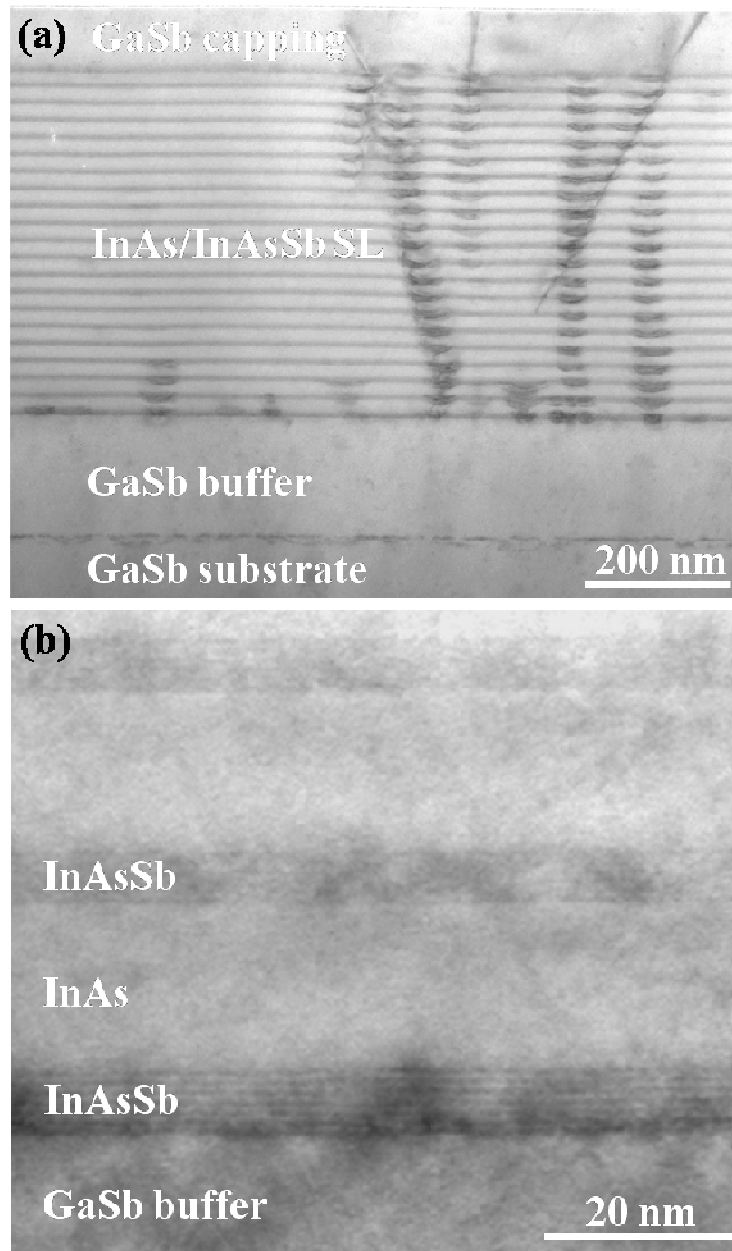 (a) GaSb capping
InAs/InAsSb SL
GaSb buffer
GaSb substrate
200 nm
(b)
InAsSb
InAs
InAsSb
GaSb buffer
20 nm